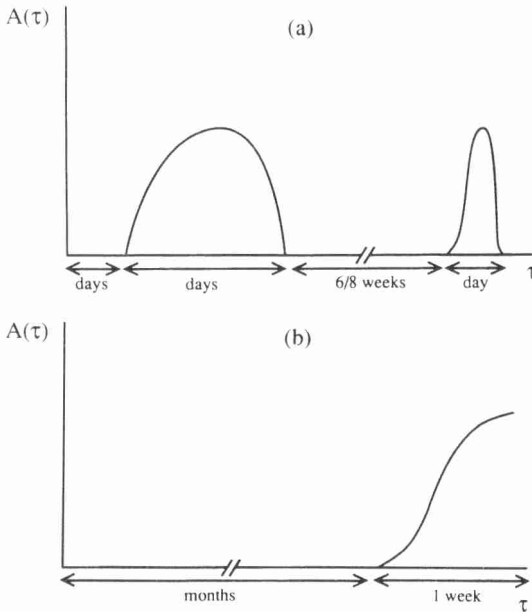 A(τ)
(a)
days
days
6/8 weeks
day
τ
A(τ)
(b)
months
1 week
τ